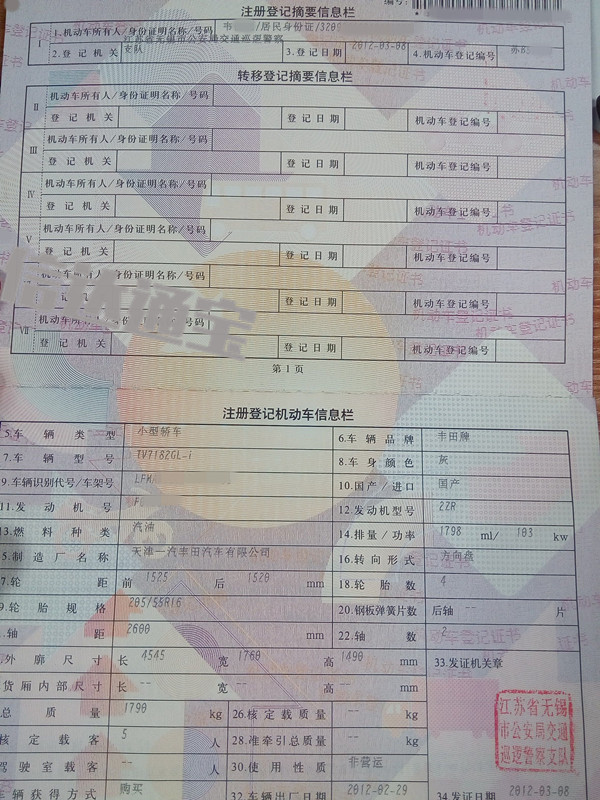 注册登记摘要信息栏
编号:
I
1.机动车所有人/身份证明名称/号码 韦 /居民身份证/320
2.登记机关 江苏省无锡市公安局交通巡逻警察支队 3.登记日期 2012-03-08 4.机动车登记编号 苏B
转移登记摘要信息栏
II 机动车所有人/身份证明名称/号码
登记机关 登记日期 机动车登记编号
III 机动车所有人/身份证明名称/号码
登记机关 登记日期 机动车登记编号
IV 机动车所有人/身份证明名称/号码
登记机关 登记日期 机动车登记编号
V 机动车所有人/身份证明名称/号码
登记机关 登记日期 机动车登记编号
机动车所有人/身份证明名称/号
记机关 登记日期 机动车登记编号
VII 机动车所有 /身份证明名称/号码
登记机关 登记日期 机动车登记编号
通宝
第1页
注册登记机动车信息栏
5.车辆类型 小型轿车 6.车辆品牌 丰田牌
7.车辆型号 TV7182GL-i 8.车身颜色 灰
9.车辆识别代号/车架号 LFM 10.国产/进口 国产
11.发动机号 F 12.发动机型号 2ZR
13.燃料种类 汽油 14.排量/功率 1798 ml/ 103 kw
5.制造厂名称 天津一汽丰田汽车有限公司 16.转向形式 方向盘
7.轮距 前 1525 后 1520 mm 18.轮胎数 4
9.轮胎规格 205/55R16 20.钢板弹簧片数 后轴 -- 片
.轴距 2600 mm 22.轴数 2
外廓尺寸 长 4545 宽 1760 高 1490 mm 33.发证机关章
货厢内部尺寸 长 -- 宽 -- 高 -- mm
总质量 1790 kg 26.核定载质量 -- kg
核定载客 5 人 28.准牵引总质量 -- kg
驾驶室载客 -- 人 30.使用性质 非营运
车辆获得方式 购买 32.车辆出厂日期 2012-02-29 34.发证日期 2012-03-08
江苏省无锡
市公安局交通
巡逻警察支队
机动车登记证书